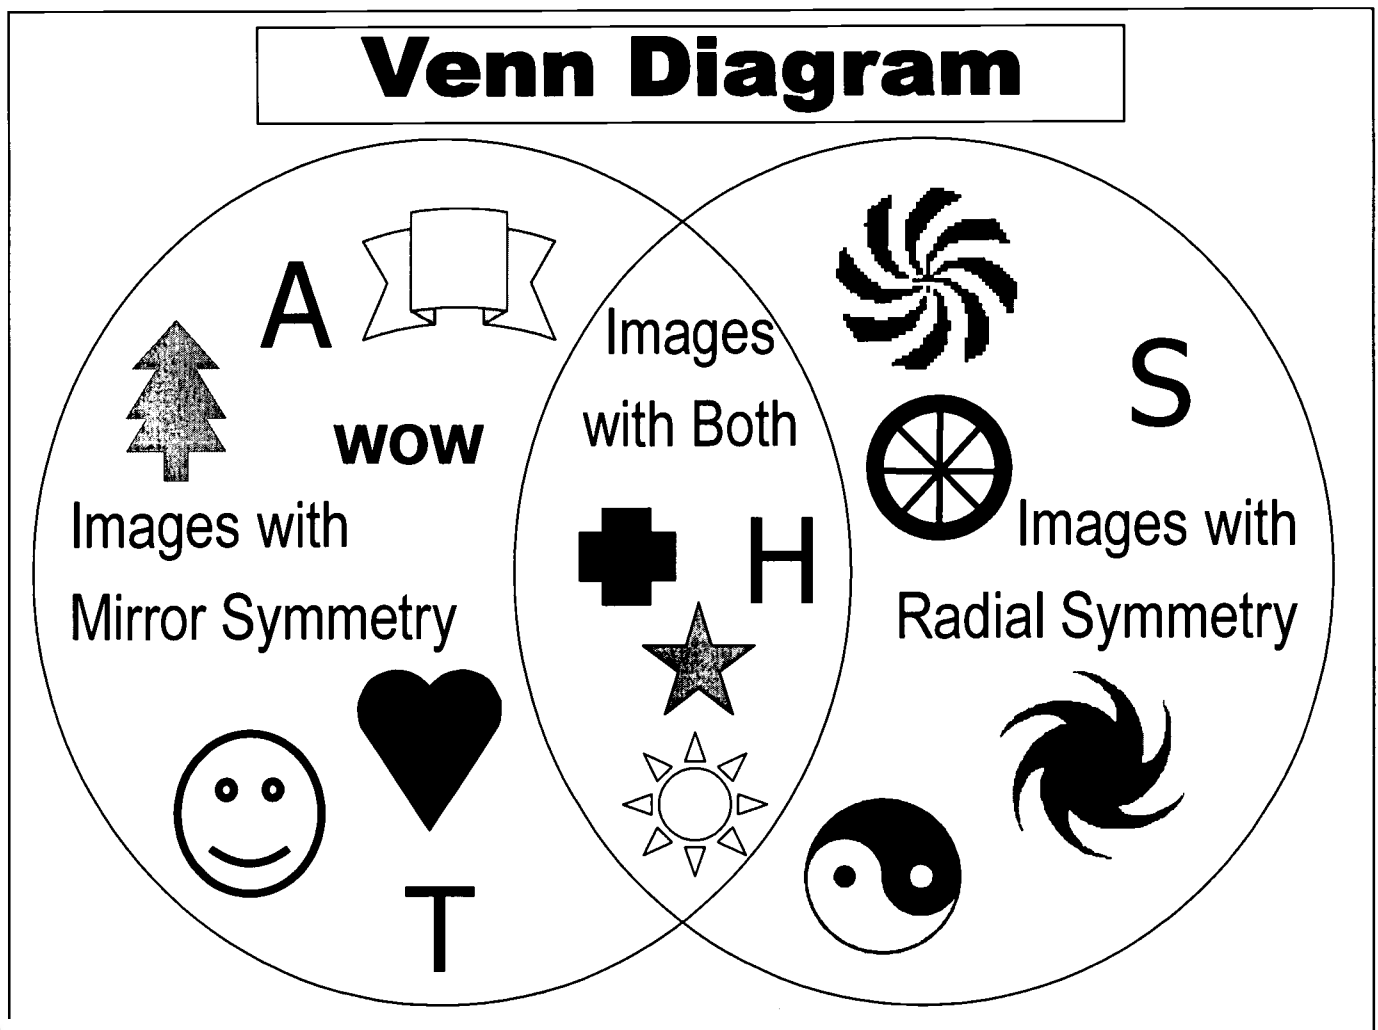 Venn Diagram
A
wow
Images with
Mirror Symmetry
T
Images
with Both
H
S
Images with
Radial Symmetry